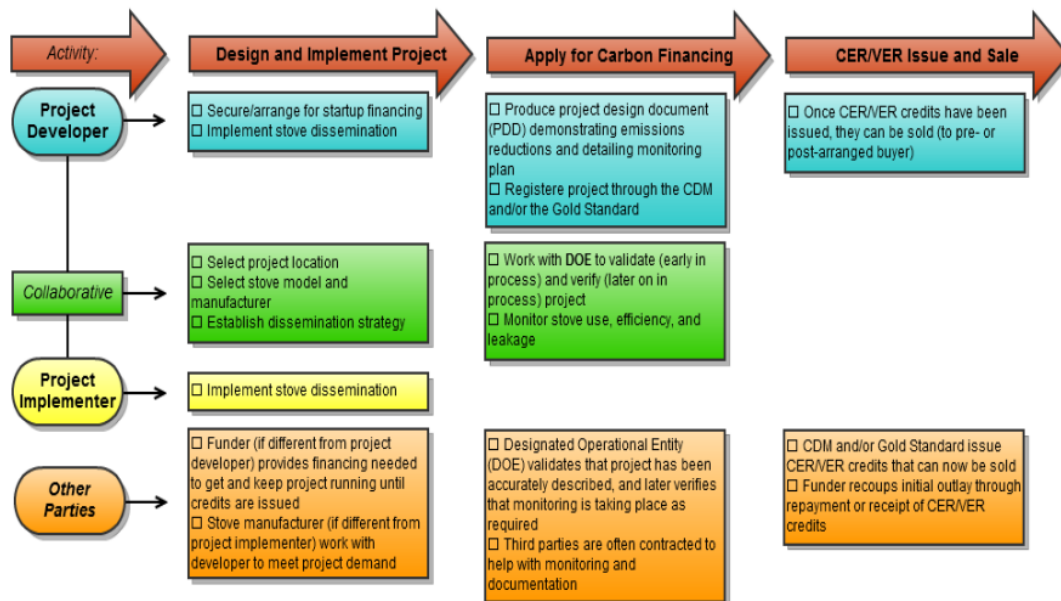 Activity:
Design and Implement Project
Apply for Carbon Financing
CER/VER Issue and Sale
Project
Developer
☐ Secure/arrange for startup financing
☐ Implement stove dissemination
☐ Produce project design document
(PDD) demonstrating emissions
reductions and detailing monitoring
plan
☐ Registere project through the CDM
and/or the Gold Standard
☐ Once CER/VER credits have been
issued, they can be sold (to pre- or
post-arranged buyer)
Collaborative
☐ Select project location
☐ Select stove model and
manufacturer
☐ Establish dissemination strategy
☐ Work with DOE to validate (early in
process) and verify (later on in
process) project
☐ Monitor stove use, efficiency, and
leakage
Project
Implementer
☐ Implement stove dissemination
Other
Parties
☐ Funder (if different from project
developer) provides financing needed
to get and keep project running until
credits are issued
☐ Stove manufacturer (if different from
project implementer) work with
developer to meet project demand
☐ Designated Operational Entity
(DOE) validates that project has been
accurately described, and later verifies
that monitoring is taking place as
required
☐ Third parties are often contracted to
help with monitoring and
documentation
☐ CDM and/or Gold Standard issue
CER/VER credits that can now be sold
☐ Funder recoups initial outlay through
repayment or receipt of CER/VER
credits